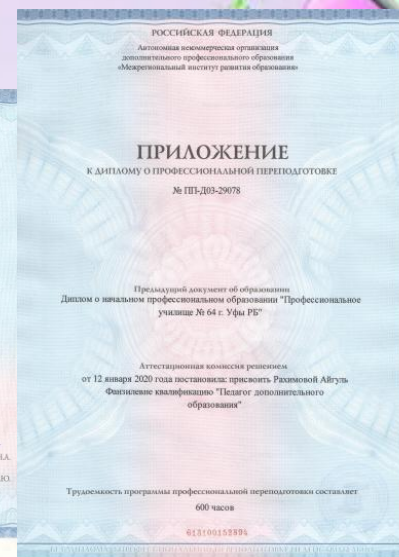 РОССИЙСКАЯ ФЕДЕРАЦИЯ
Автономная некоммерческая организация
дополнительного профессионального образования
«Межрегиональный институт развития образования»
ПРИЛОЖЕНИЕ
К ДИПЛОМУ О ПРОФЕССИОНАЛЬНОЙ ПЕРЕПОДГОТОВКЕ
№ ПП-Д03-29078
Предыдущий документ об образовании
Диплом о начальном профессиональном образовании "Профессиональное
училище № 64 г. Уфы РБ"
Аттестационная комиссия решением
от 12 января 2020 года постановила: присвоить Рахимовой Айгуль
Фанзилевне квалификацию "Педагог дополнительного
образования"
Трудоемкость программы профессиональной переподготовки составляет
600 часов